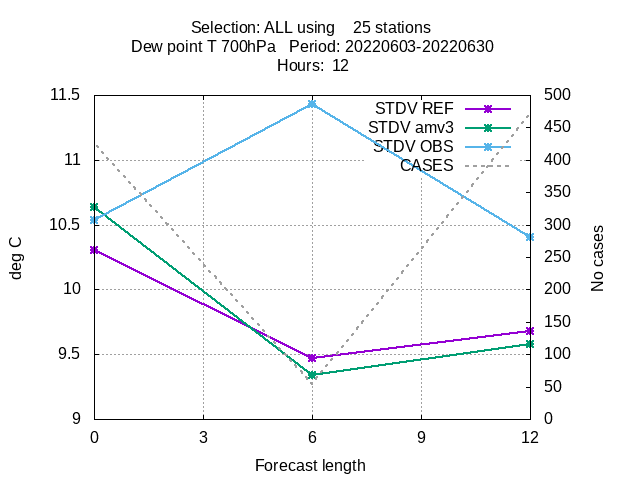 Selection: ALL using    25 stations
Dew point T 700hPa   Period: 20220603-20220630
Hours:  12
11.5
11
10.5
10
9.5
9
deg C
STDV REF
STDV amv3
STDV OBS
CASES
500
450
400
350
300
250
200
150
100
50
0
No cases
0 3 6 9 12
Forecast length